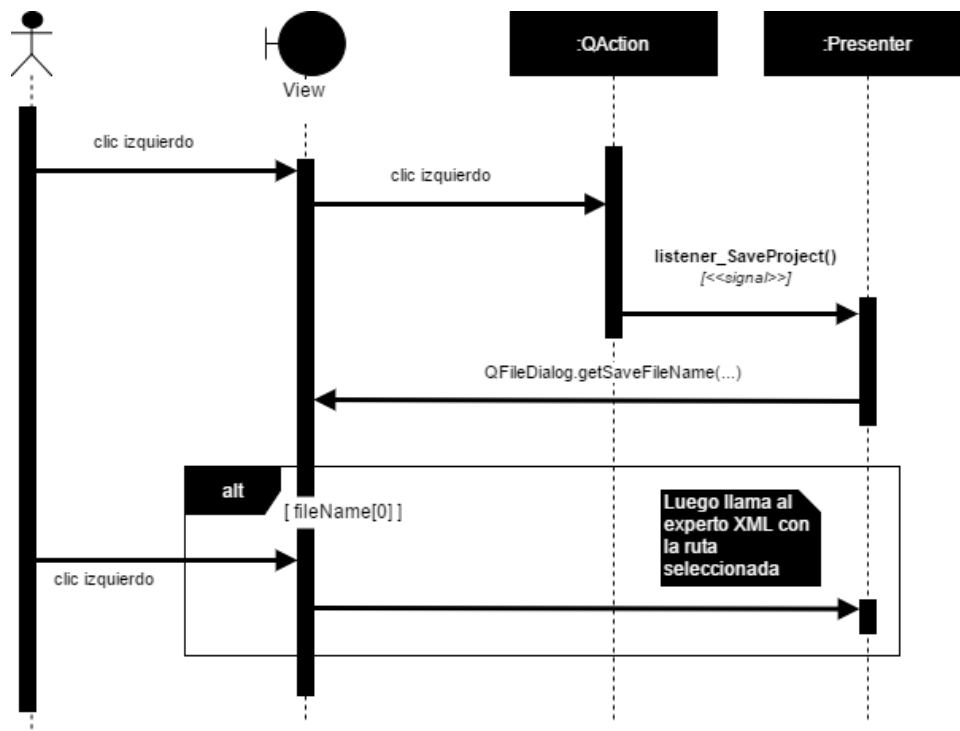 :QAction
:Presenter
View
clic izquierdo
clic izquierdo
listener_SaveProject()
[<<signal>>]
QFileDialog.getSaveFileName(...)
alt
[ fileName[0] ]
Luego llama al
experto XML con
la ruta
seleccionada
clic izquierdo